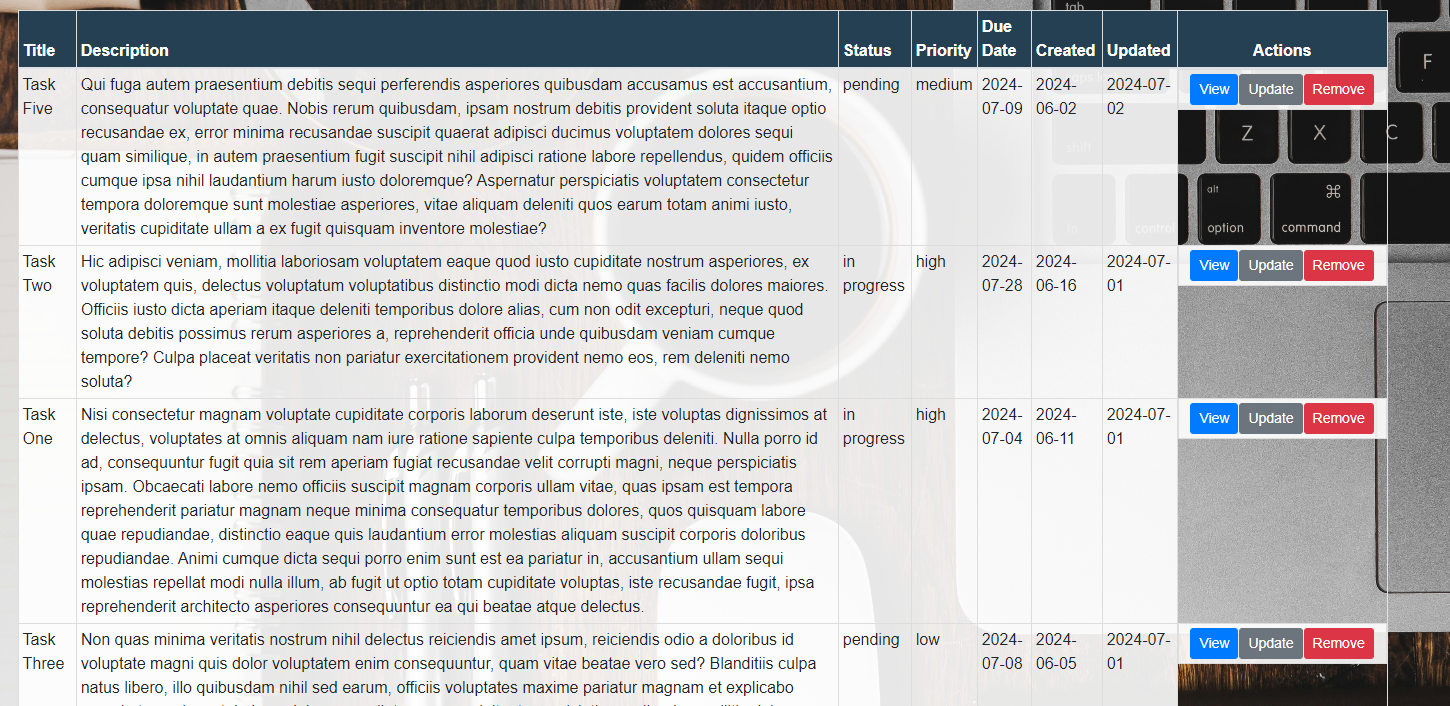 Title Description Status Priority Due Date Created Updated Actions
Task Five
Qui fuga autem praesentium debitis sequi perferendis asperiores quibusdam accusamus est accusantium,
consequatur voluptate quae. Nobis rerum quibusdam, ipsam nostrum debitis provident soluta itaque optio
recusandae ex, error minima recusandae suscipit quaerat adipisci ducimus voluptatem dolores sequi
quam similique, in autem praesentium fugit suscipit nihil adipisci ratione labore repellendus, quidem officiis
cumque ipsa nihil laudantium harum iusto doloremque? Aspernatur perspiciatis voluptatem consectetur
tempora doloremque sunt molestiae asperiores, vitae aliquam deleniti quos earum totam animi iusto,
veritatis cupiditate ullam a ex fugit quisquam inventore molestiae?
pending
medium
2024-
07-09
2024-
06-02
2024-07-
02
View Update Remove
Task Two
Hic adipisci veniam, mollitia laboriosam voluptatem eaque quod iusto cupiditate nostrum asperiores, ex
voluptatem quis, delectus voluptatum voluptatibus distinctio modi dicta nemo quas facilis dolores maiores.
Officiis iusto dicta aperiam itaque deleniti temporibus dolore alias, cum non odit excepturi, neque quod
soluta debitis possimus rerum asperiores a, reprehenderit officia unde quibusdam veniam cumque
tempore? Culpa placeat veritatis non pariatur exercitationem provident nemo eos, rem deleniti nemo
soluta?
in
progress
high
2024-
07-28
2024-
06-16
2024-07-
01
View Update Remove
Task One
Nisi consectetur magnam voluptate cupiditate corporis laborum deserunt iste, iste voluptas dignissimos at
delectus, voluptates at omnis aliquam nam iure ratione sapiente culpa temporibus deleniti. Nulla porro id
ad, consequuntur fugit quia sit rem aperiam fugiat recusandae velit corrupti magni, neque perspiciatis
ipsam. Obcaecati labore nemo officiis suscipit magnam corporis ullam vitae, quas ipsam est tempora
reprehenderit pariatur magnam neque minima consequatur temporibus dolores, quos quisquam labore
quae repudiandae, distinctio eaque quis laudantium error molestias aliquam suscipit corporis doloribus
repudiandae. Animi cumque dicta sequi porro enim sunt est ea pariatur in, accusantium ullam sequi
molestias repellat modi nulla illum, ab fugit ut optio totam cupiditate voluptas, iste recusandae fugit, ipsa
reprehenderit architecto asperiores consequuntur ea qui beatae atque delectus.
in
progress
high
2024-
07-04
2024-
06-11
2024-07-
01
View Update Remove
Task Three
Non quas minima veritatis nostrum nihil delectus reiciendis amet ipsum, reiciendis odio a doloribus id
voluptate magni quis dolor voluptatem enim consequuntur, quam vitae beatae vero sed? Blanditiis culpa
natus libero, illo quibusdam nihil sed earum, officiis voluptates maxime pariatur magnam et explicabo
pending
low
2024-
07-08
2024-
06-05
2024-07-
01
View Update Remove
tab
F
shift
Z X C
fn control
alt
option
⌘
command